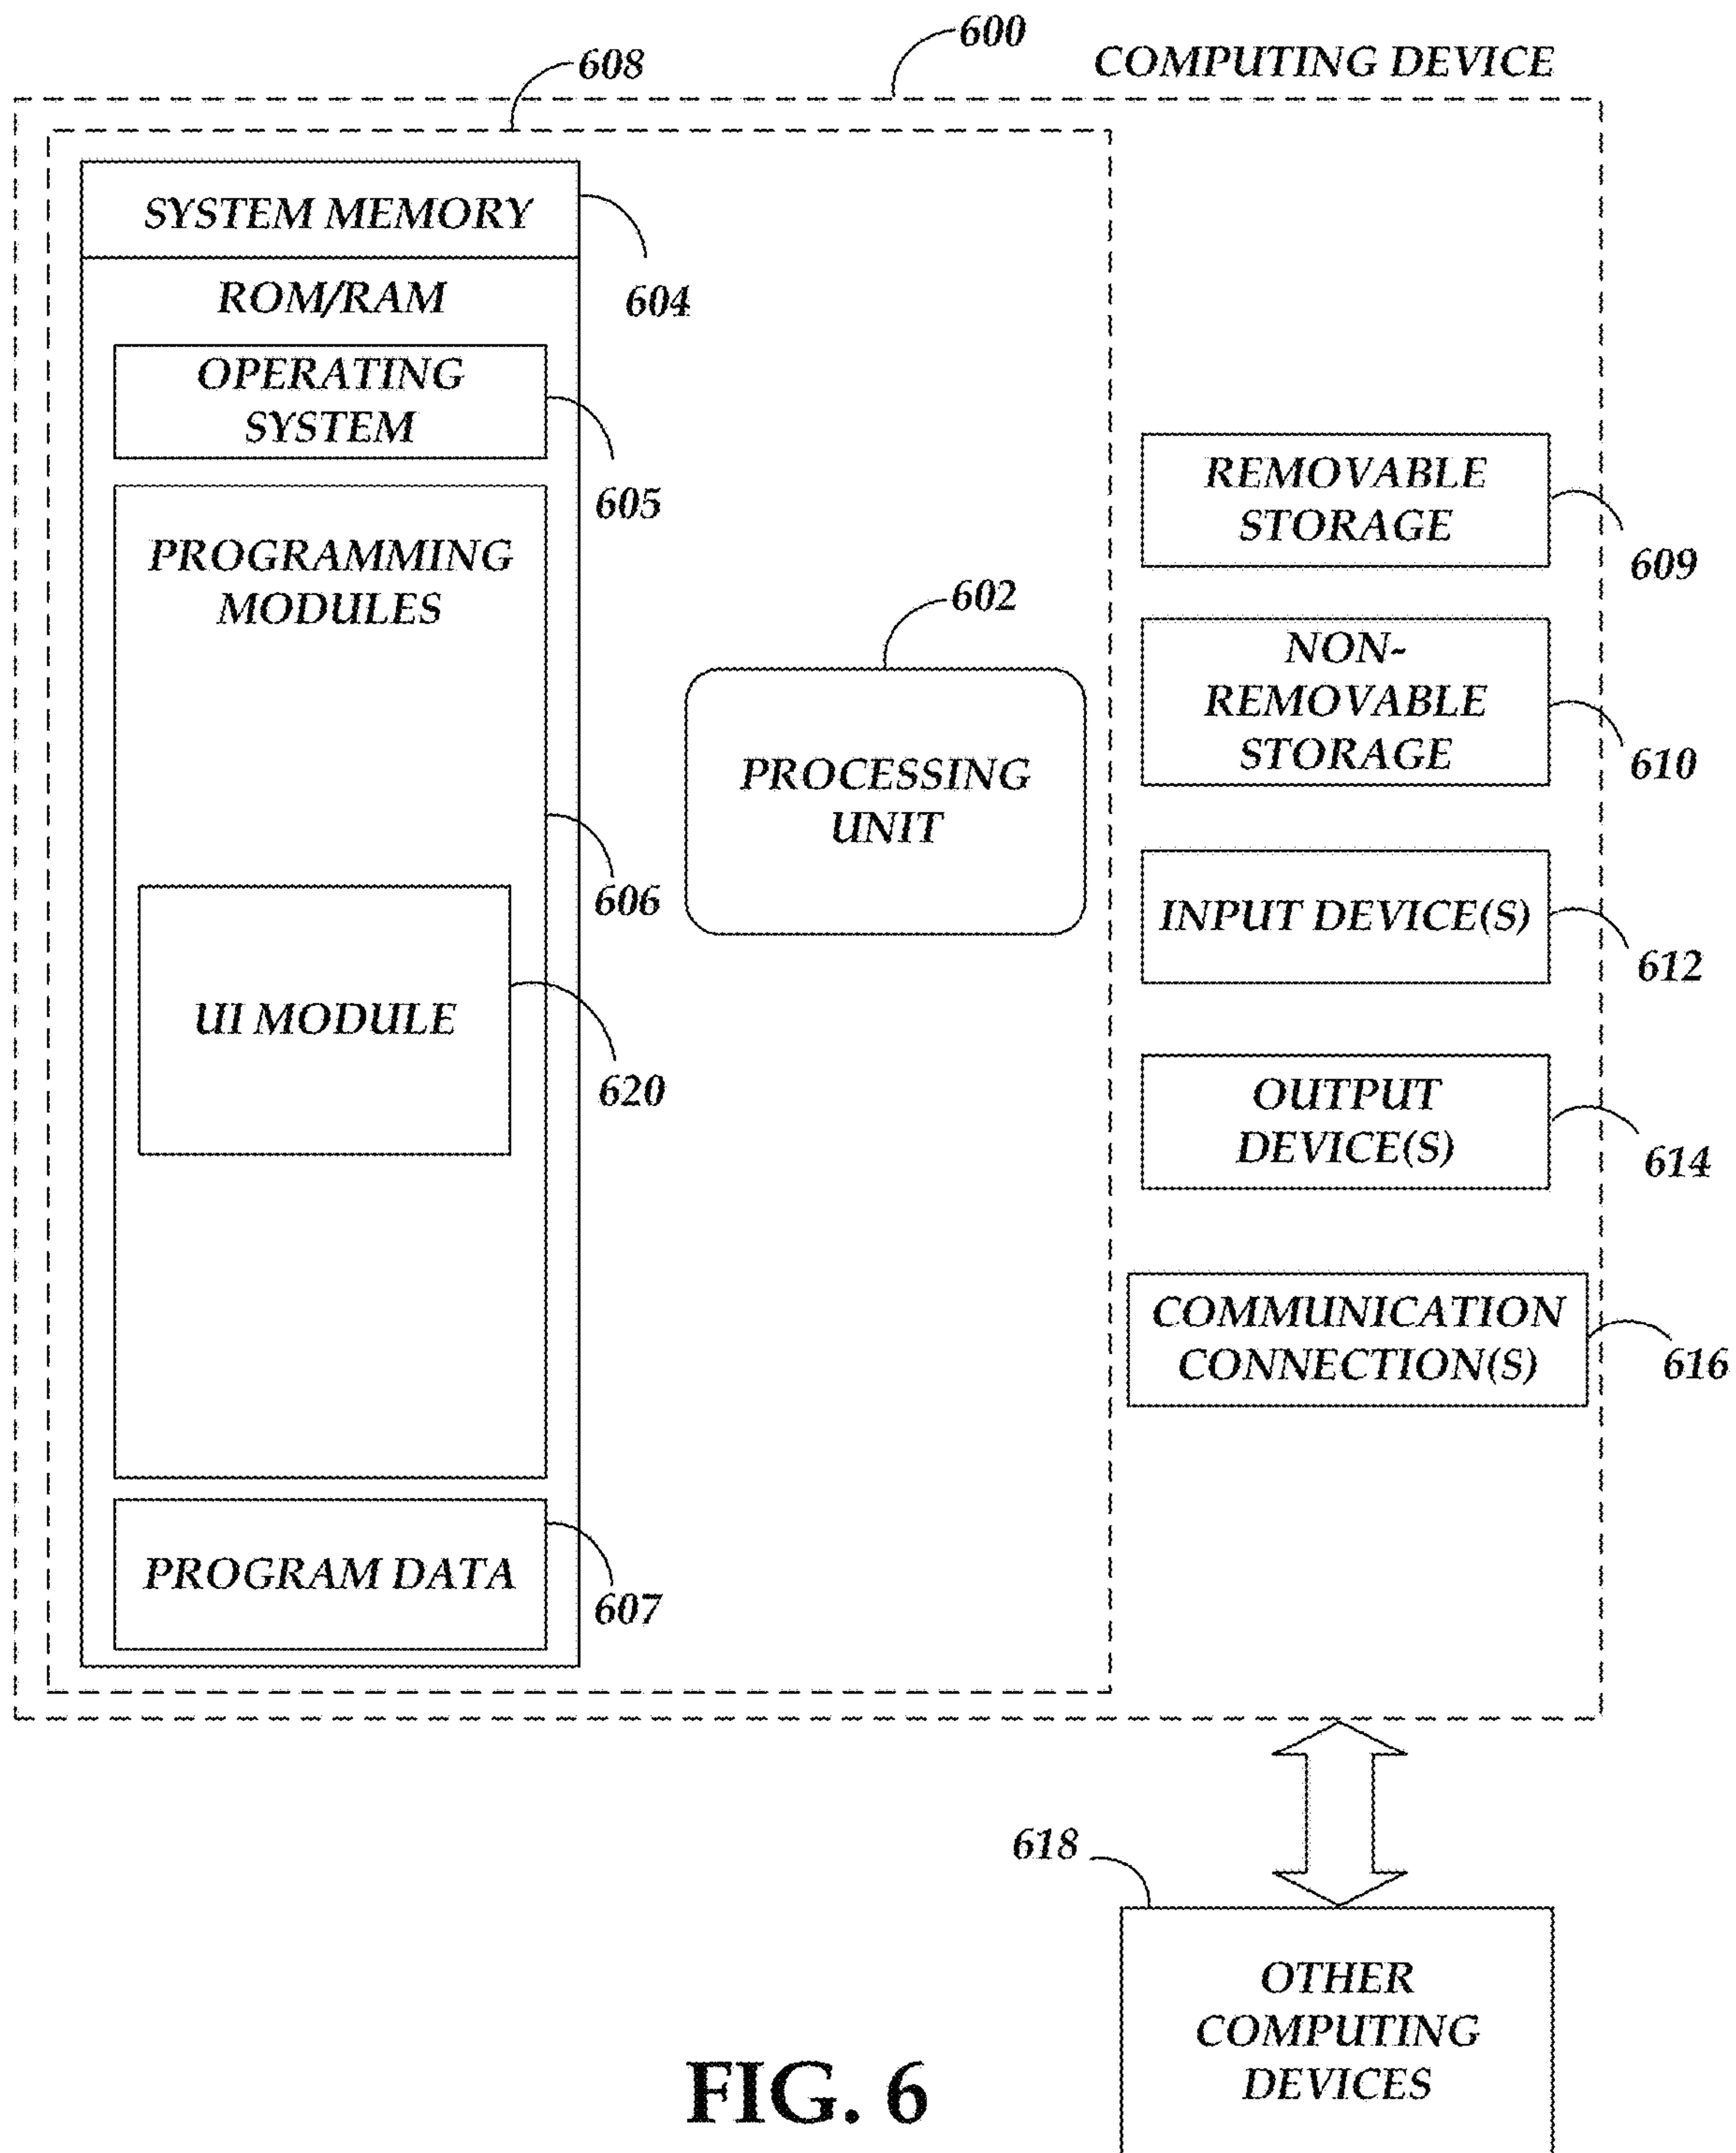 600
COMPUTING DEVICE
608
SYSTEM MEMORY
604
ROM/RAM
OPERATING
SYSTEM
605
PROGRAMMING
MODULES
606
UI MODULE
620
PROGRAM DATA
607
602
PROCESSING
UNIT
REMOVABLE
STORAGE
609
NON-
REMOVABLE
STORAGE
610
INPUT DEVICE(S)
612
OUTPUT
DEVICE(S)
614
COMMUNICATION
CONNECTION(S)
616
618
OTHER
COMPUTING
DEVICES
FIG. 6